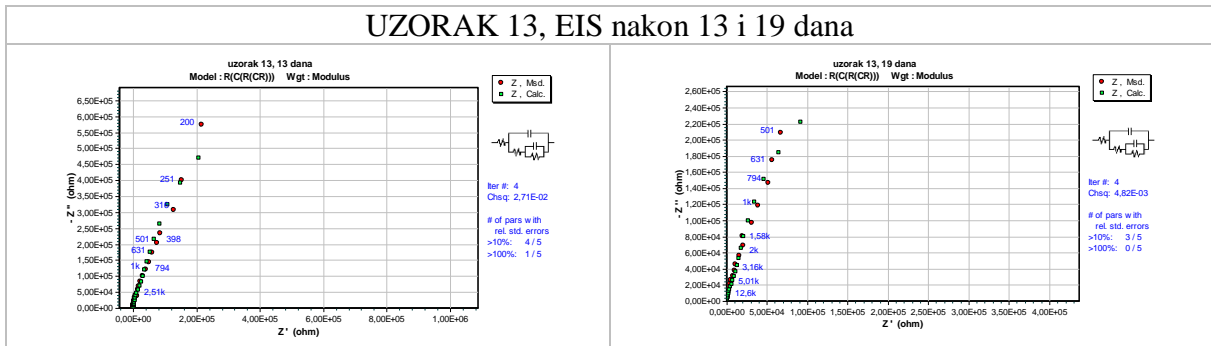 UZORAK 13, EIS nakon 13 i 19 dana
uzorak 13, 13 dana
Model : R(C(R(CR))) Wgt : Modulus
6,50E+05
6,00E+05
5,50E+05
5,00E+05
4,50E+05
4,00E+05
3,50E+05
3,00E+05
2,50E+05
2,00E+05
1,50E+05
1,00E+05
5,00E+04
0,00E+00
- Z '' (ohm)
200
251
316
398
501
631
794
1k
2,51k
0,00E+00 2,00E+05 4,00E+05 6,00E+05 8,00E+05 1,00E+06
Z ' (ohm)
Z , Msd.
Z , Calc.
Iter #: 4
Chsq: 2,71E-02
# of pars with
rel. std. errors
>10%: 4 / 5
>100%: 1 / 5
uzorak 13, 19 dana
Model : R(C(R(CR))) Wgt : Modulus
2,60E+05
2,40E+05
2,20E+05
2,00E+05
1,80E+05
1,60E+05
1,40E+05
1,20E+05
1,00E+05
8,00E+04
6,00E+04
4,00E+04
2,00E+04
0,00E+00
- Z '' (ohm)
501
631
794
1k
1,58k
2k
3,16k
5,01k
12,6k
0,00E+00 5,00E+04 1,00E+05 1,50E+05 2,00E+05 2,50E+05 3,00E+05 3,50E+05 4,00E+05
Z ' (ohm)
Z , Msd.
Z , Calc.
Iter #: 4
Chsq: 4,82E-03
# of pars with
rel. std. errors
>10%: 3 / 5
>100%: 0 / 5